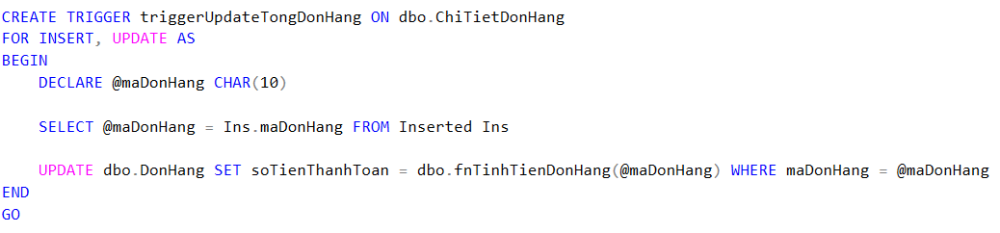 CREATE TRIGGER triggerUpdateTongDonHang ON dbo.ChiTietDonHang
FOR INSERT, UPDATE AS
BEGIN
    DECLARE @maDonHang CHAR(10)

    SELECT @maDonHang = Ins.maDonHang FROM Inserted Ins

    UPDATE dbo.DonHang SET soTienThanhToan = dbo.fnTinhTienDonHang(@maDonHang) WHERE maDonHang = @maDonHang
END
GO